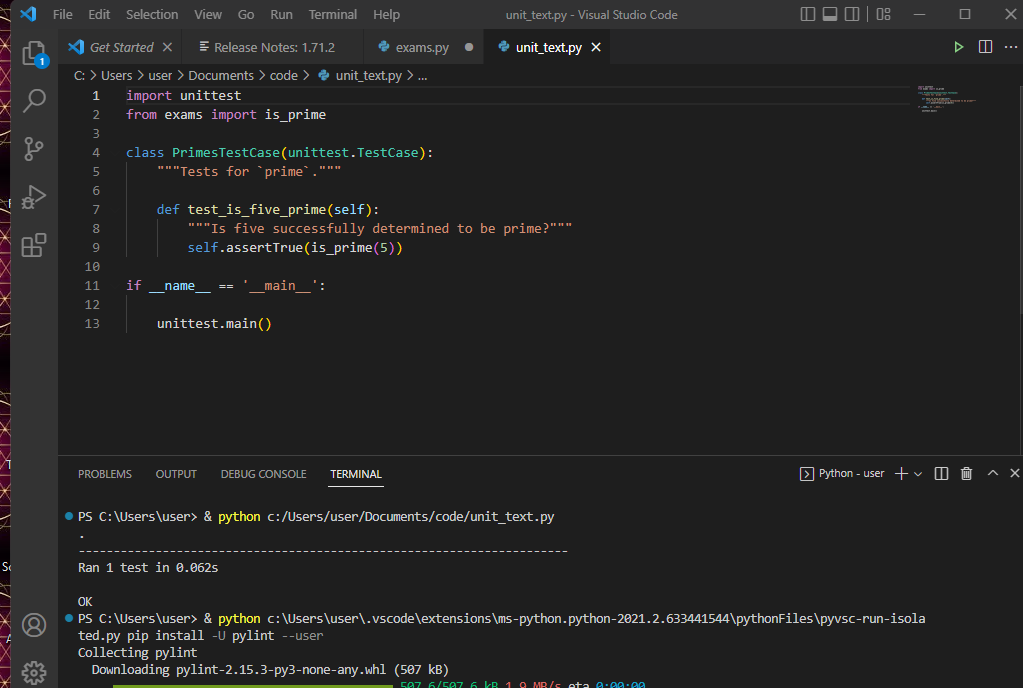 File Edit Selection View Go Run Terminal Help unit_text.py - Visual Studio Code
Get Started Release Notes: 1.71.2 exams.py unit_text.py
C: > Users > user > Documents > code > unit_text.py > ...
1 import unittest
2 from exams import is_prime
3
4 class PrimesTestCase(unittest.TestCase):
5 """Tests for `prime`."""
6
7 def test_is_five_prime(self):
8 """Is five successfully determined to be prime?"""
9 self.assertTrue(is_prime(5))
10
11 if __name__ == '__main__':
12
13 unittest.main()
1
PROBLEMS OUTPUT DEBUG CONSOLE TERMINAL Python - user
PS C:\Users\user> & python c:/Users/user/Documents/code/unit_text.py
.
----------------------------------------------------------------------
Ran 1 test in 0.062s
OK
PS C:\Users\user> & python c:\Users\user\.vscode\extensions\ms-python.python-2021.2.633441544\pythonFiles\pyvsc-run-isola
ted.py pip install -U pylint --user
Collecting pylint
Downloading pylint-2.15.3-py3-none-any.whl (507 kB)
507.6/507.6 kB 1.9 MB/s eta 0:00:00